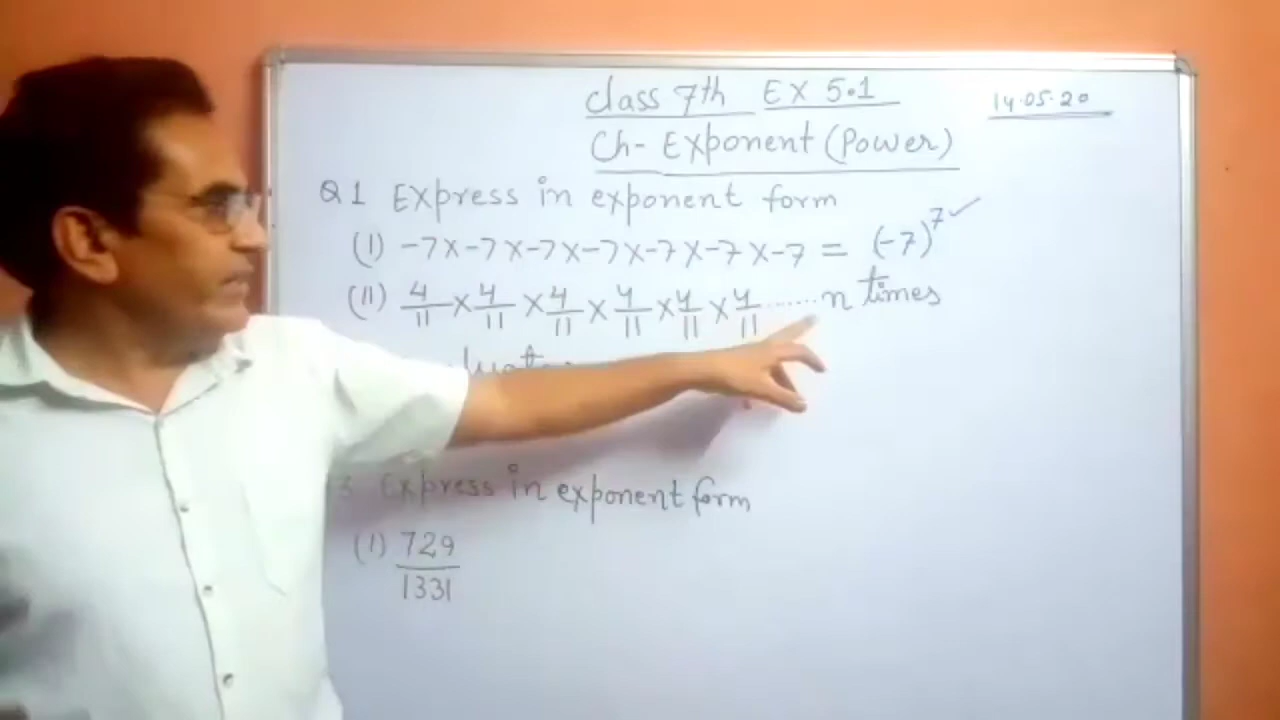 Class 7th EX 5.1
14.05.20
Ch- Exponent (Power)
Q1 Express in exponent form
(I) -7×-7×-7×-7×-7×-7×-7 = (-7)⁷ ✓
(II) 4/11 × 4/11 × 4/11 × 4/11 × 4/11 × 4/11 ...... n times
3 Express in exponent form
(I) 729/1331